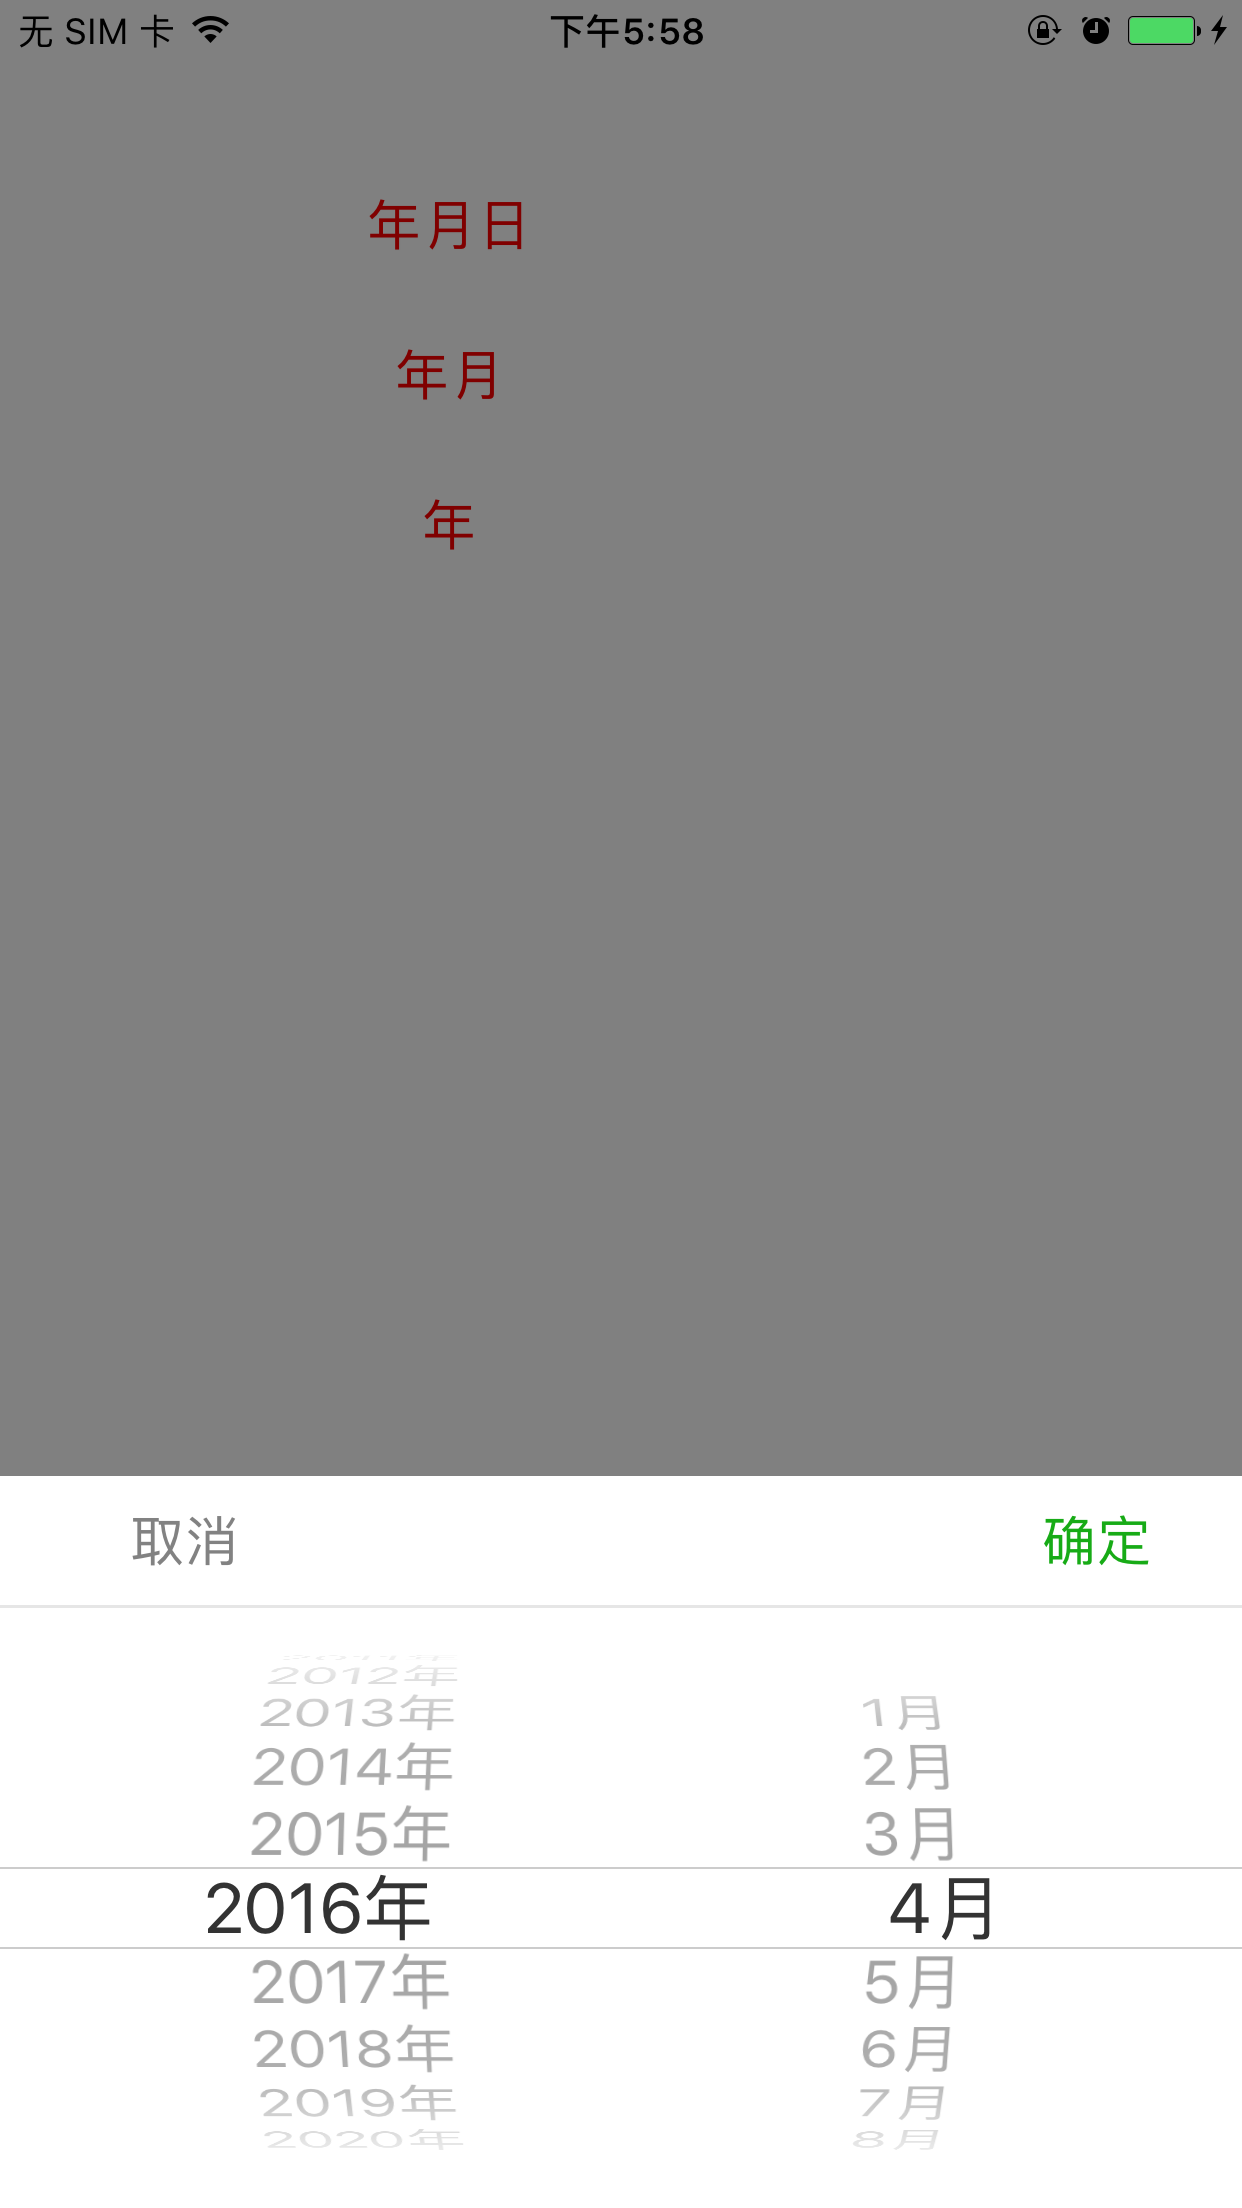 无 SIM 卡 下午5:58
年月日
年月
年
取消 确定
2012年
2013年 1月
2014年 2月
2015年 3月
2016年 4月
2017年 5月
2018年 6月
2019年 7月
2020年 8月